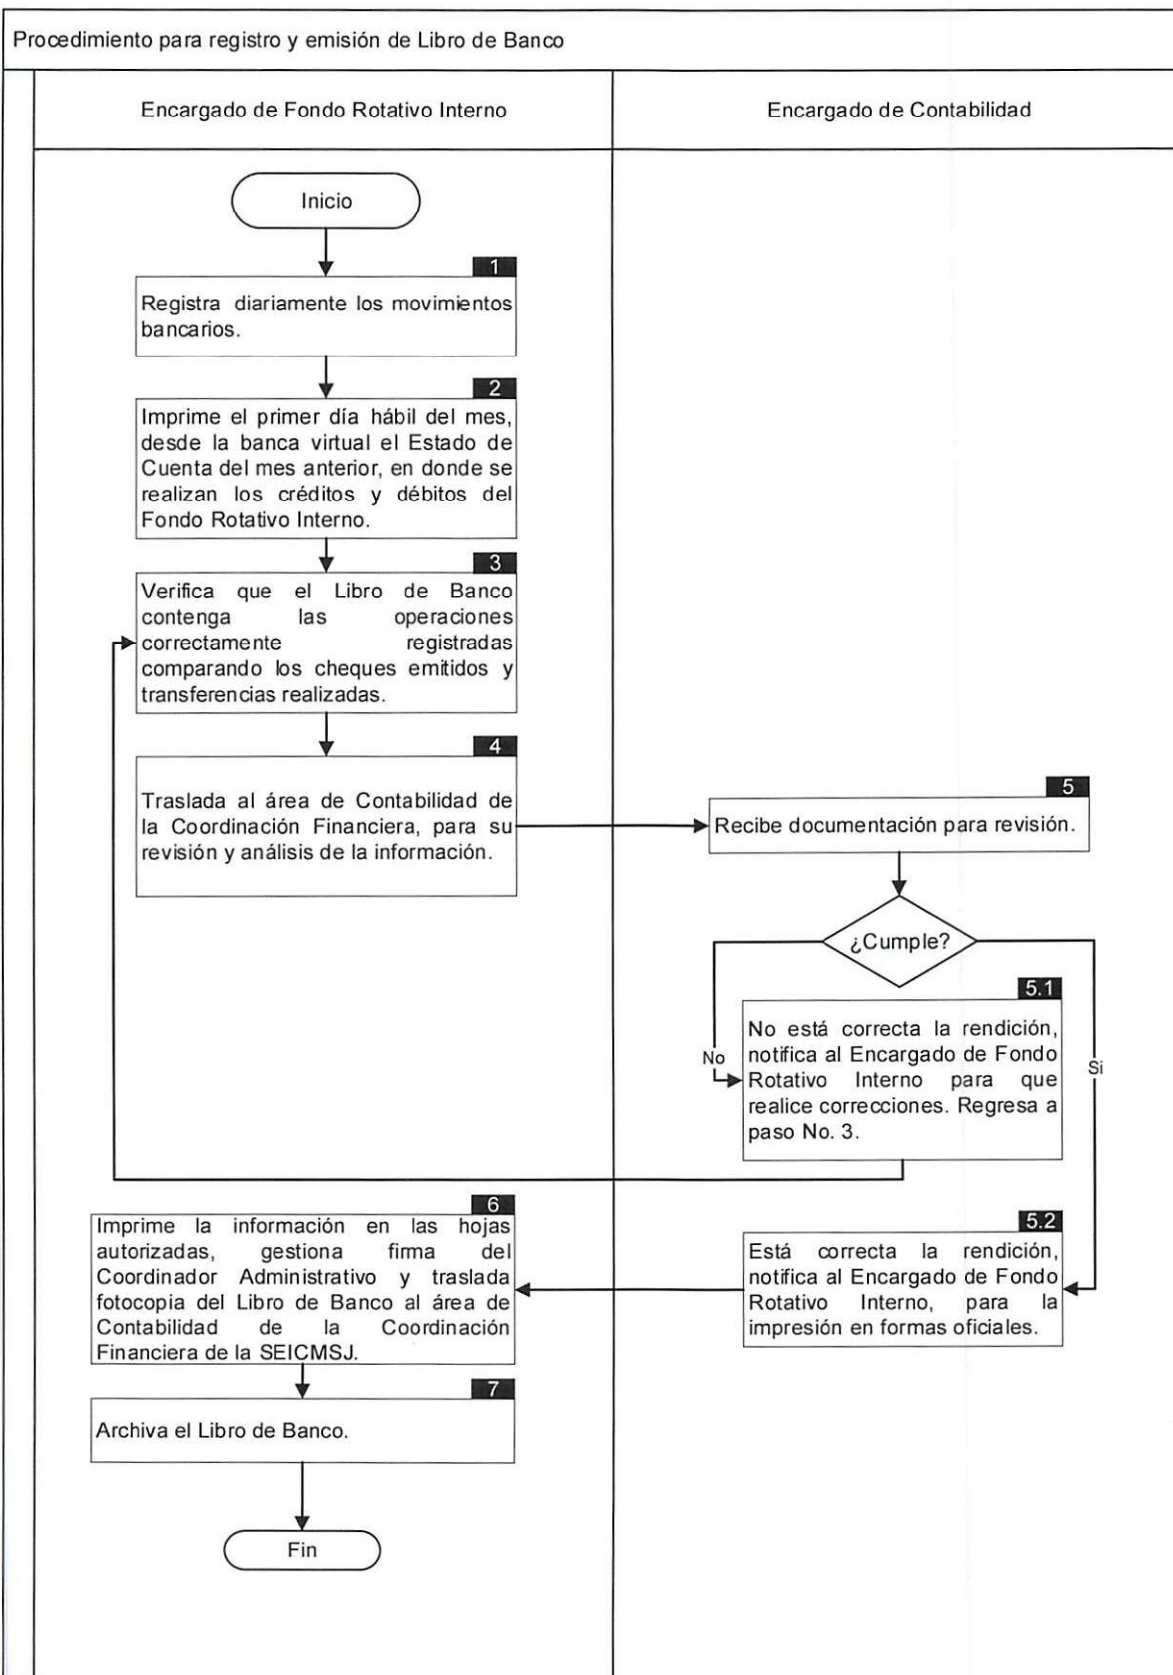 Procedimiento para registro y emisión de Libro de Banco
Encargado de Fondo Rotativo Interno
Encargado de Contabilidad
Inicio
1
Registra diariamente los movimientos
bancarios.
2
Imprime el primer día hábil del mes,
desde la banca virtual el Estado de
Cuenta del mes anterior, en donde se
realizan los créditos y débitos del
Fondo Rotativo Interno.
3
Verifica que el Libro de Banco
contenga las operaciones
correctamente registradas
comparando los cheques emitidos y
transferencias realizadas.
4
Traslada al área de Contabilidad de
la Coordinación Financiera, para su
revisión y análisis de la información.
5
Recibe documentación para revisión.
¿Cumple?
No
Si
5.1
No está correcta la rendición,
notifica al Encargado de Fondo
Rotativo Interno para que
realice correcciones. Regresa a
paso No. 3.
5.2
Está correcta la rendición,
notifica al Encargado de Fondo
Rotativo Interno, para la
impresión en formas oficiales.
6
Imprime la información en las hojas
autorizadas, gestiona firma del
Coordinador Administrativo y traslada
fotocopia del Libro de Banco al área de
Contabilidad de la Coordinación
Financiera de la SEICMSJ.
7
Archiva el Libro de Banco.
Fin